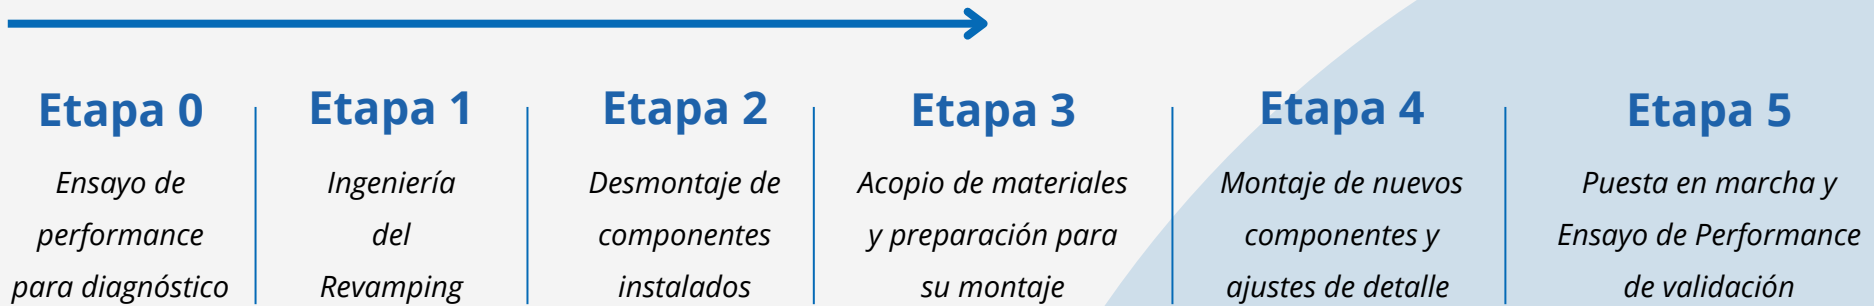 Etapa 0
Ensayo de
performance
para diagnóstico
Etapa 1
Ingeniería
del
Revamping
Etapa 2
Desmontaje de
componentes
instalados
Etapa 3
Acopio de materiales
y preparación para
su montaje
Etapa 4
Montaje de nuevos
componentes y
ajustes de detalle
Etapa 5
Puesta en marcha y
Ensayo de Performance
de validación